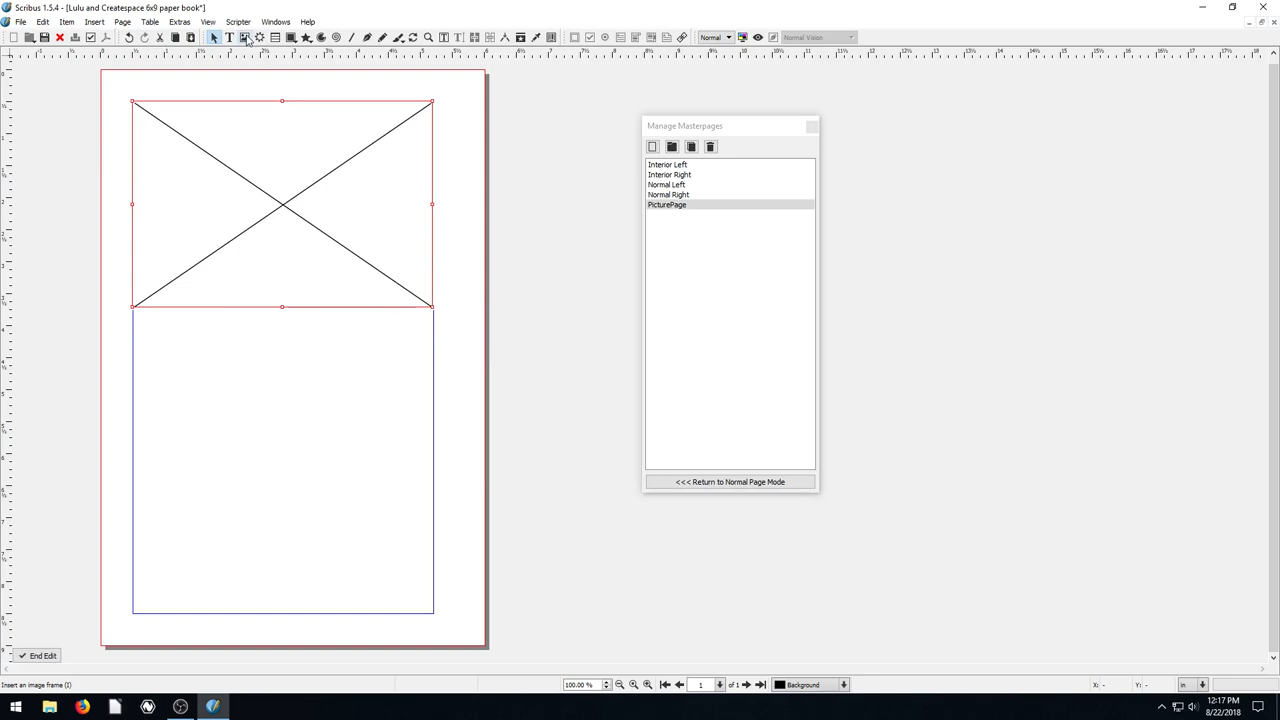 Scribus 1.5.4 - [Lulu and Createspace 6x9 paper book*]
File Edit Item Insert Page Table Extras View Scripter Windows Help
Normal
Normal Vision
Manage Masterpages
Interior Left
Interior Right
Normal Left
Normal Right
PicturePage
<<< Return to Normal Page Mode
End Edit
Insert an image frame (I)
100.00 %
1
of 1
Background
X: -
Y: -
in
12:17 PM
8/22/2018